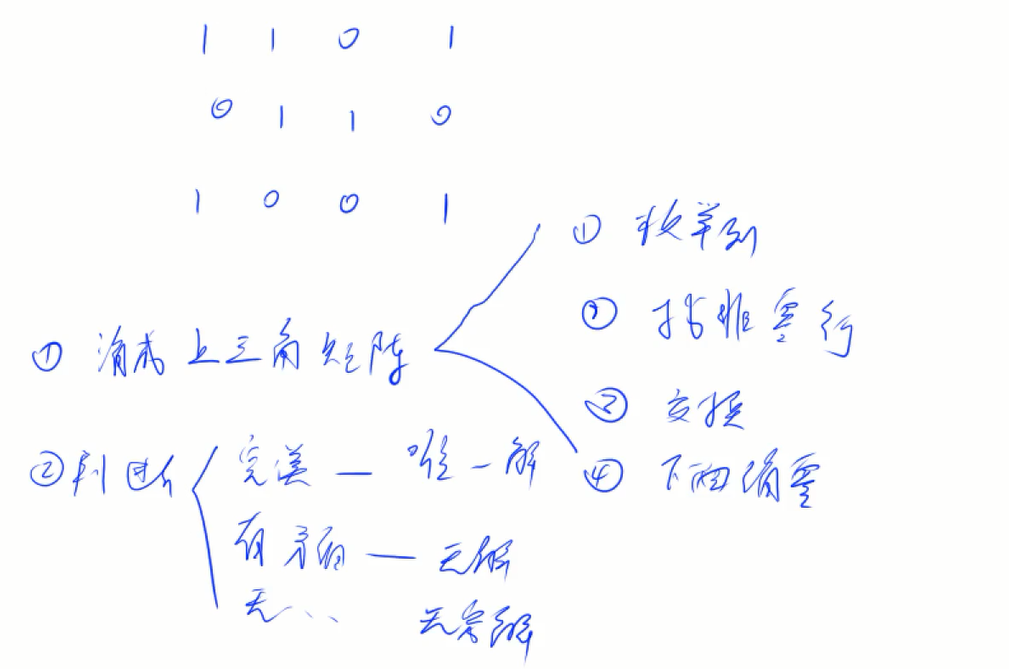 1 1 0 1
0 1 1 0
1 0 0 1
① 消成上三角矩阵
① 枚举列
② 找非零行
③ 交换
④ 下面消零
② 判断
完美 — 唯一解
有矛盾 — 无解
无 ... 无穷解